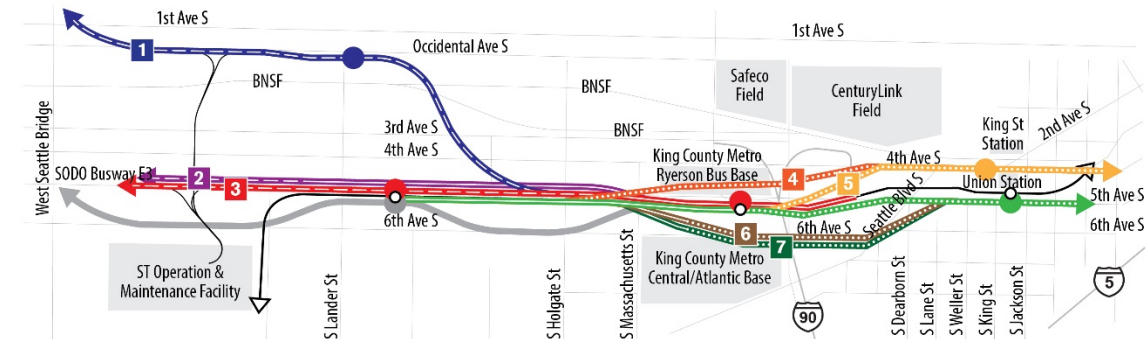 1st Ave S
1
Occidental Ave S
1st Ave S
BNSF
BNSF
BNSF
Safeco
Field
CenturyLink
Field
King St
Station
2nd Ave S
West Seattle Bridge
SODO Busway E3
2
3
3rd Ave S
4th Ave S
6th Ave S
King County Metro
Ryerson Bus Base
4
5
4th Ave S
Union Station
5th Ave S
6th Ave S
Seattle Blvd S
6th Ave S
6
7
King County Metro
Central/Atlantic Base
ST Operation &
Maintenance Facility
S Lander St
S Holgate St
S Massachusetts St
90
S Dearborn St
S Lane St
S Weller St
S King St
S Jackson St
5